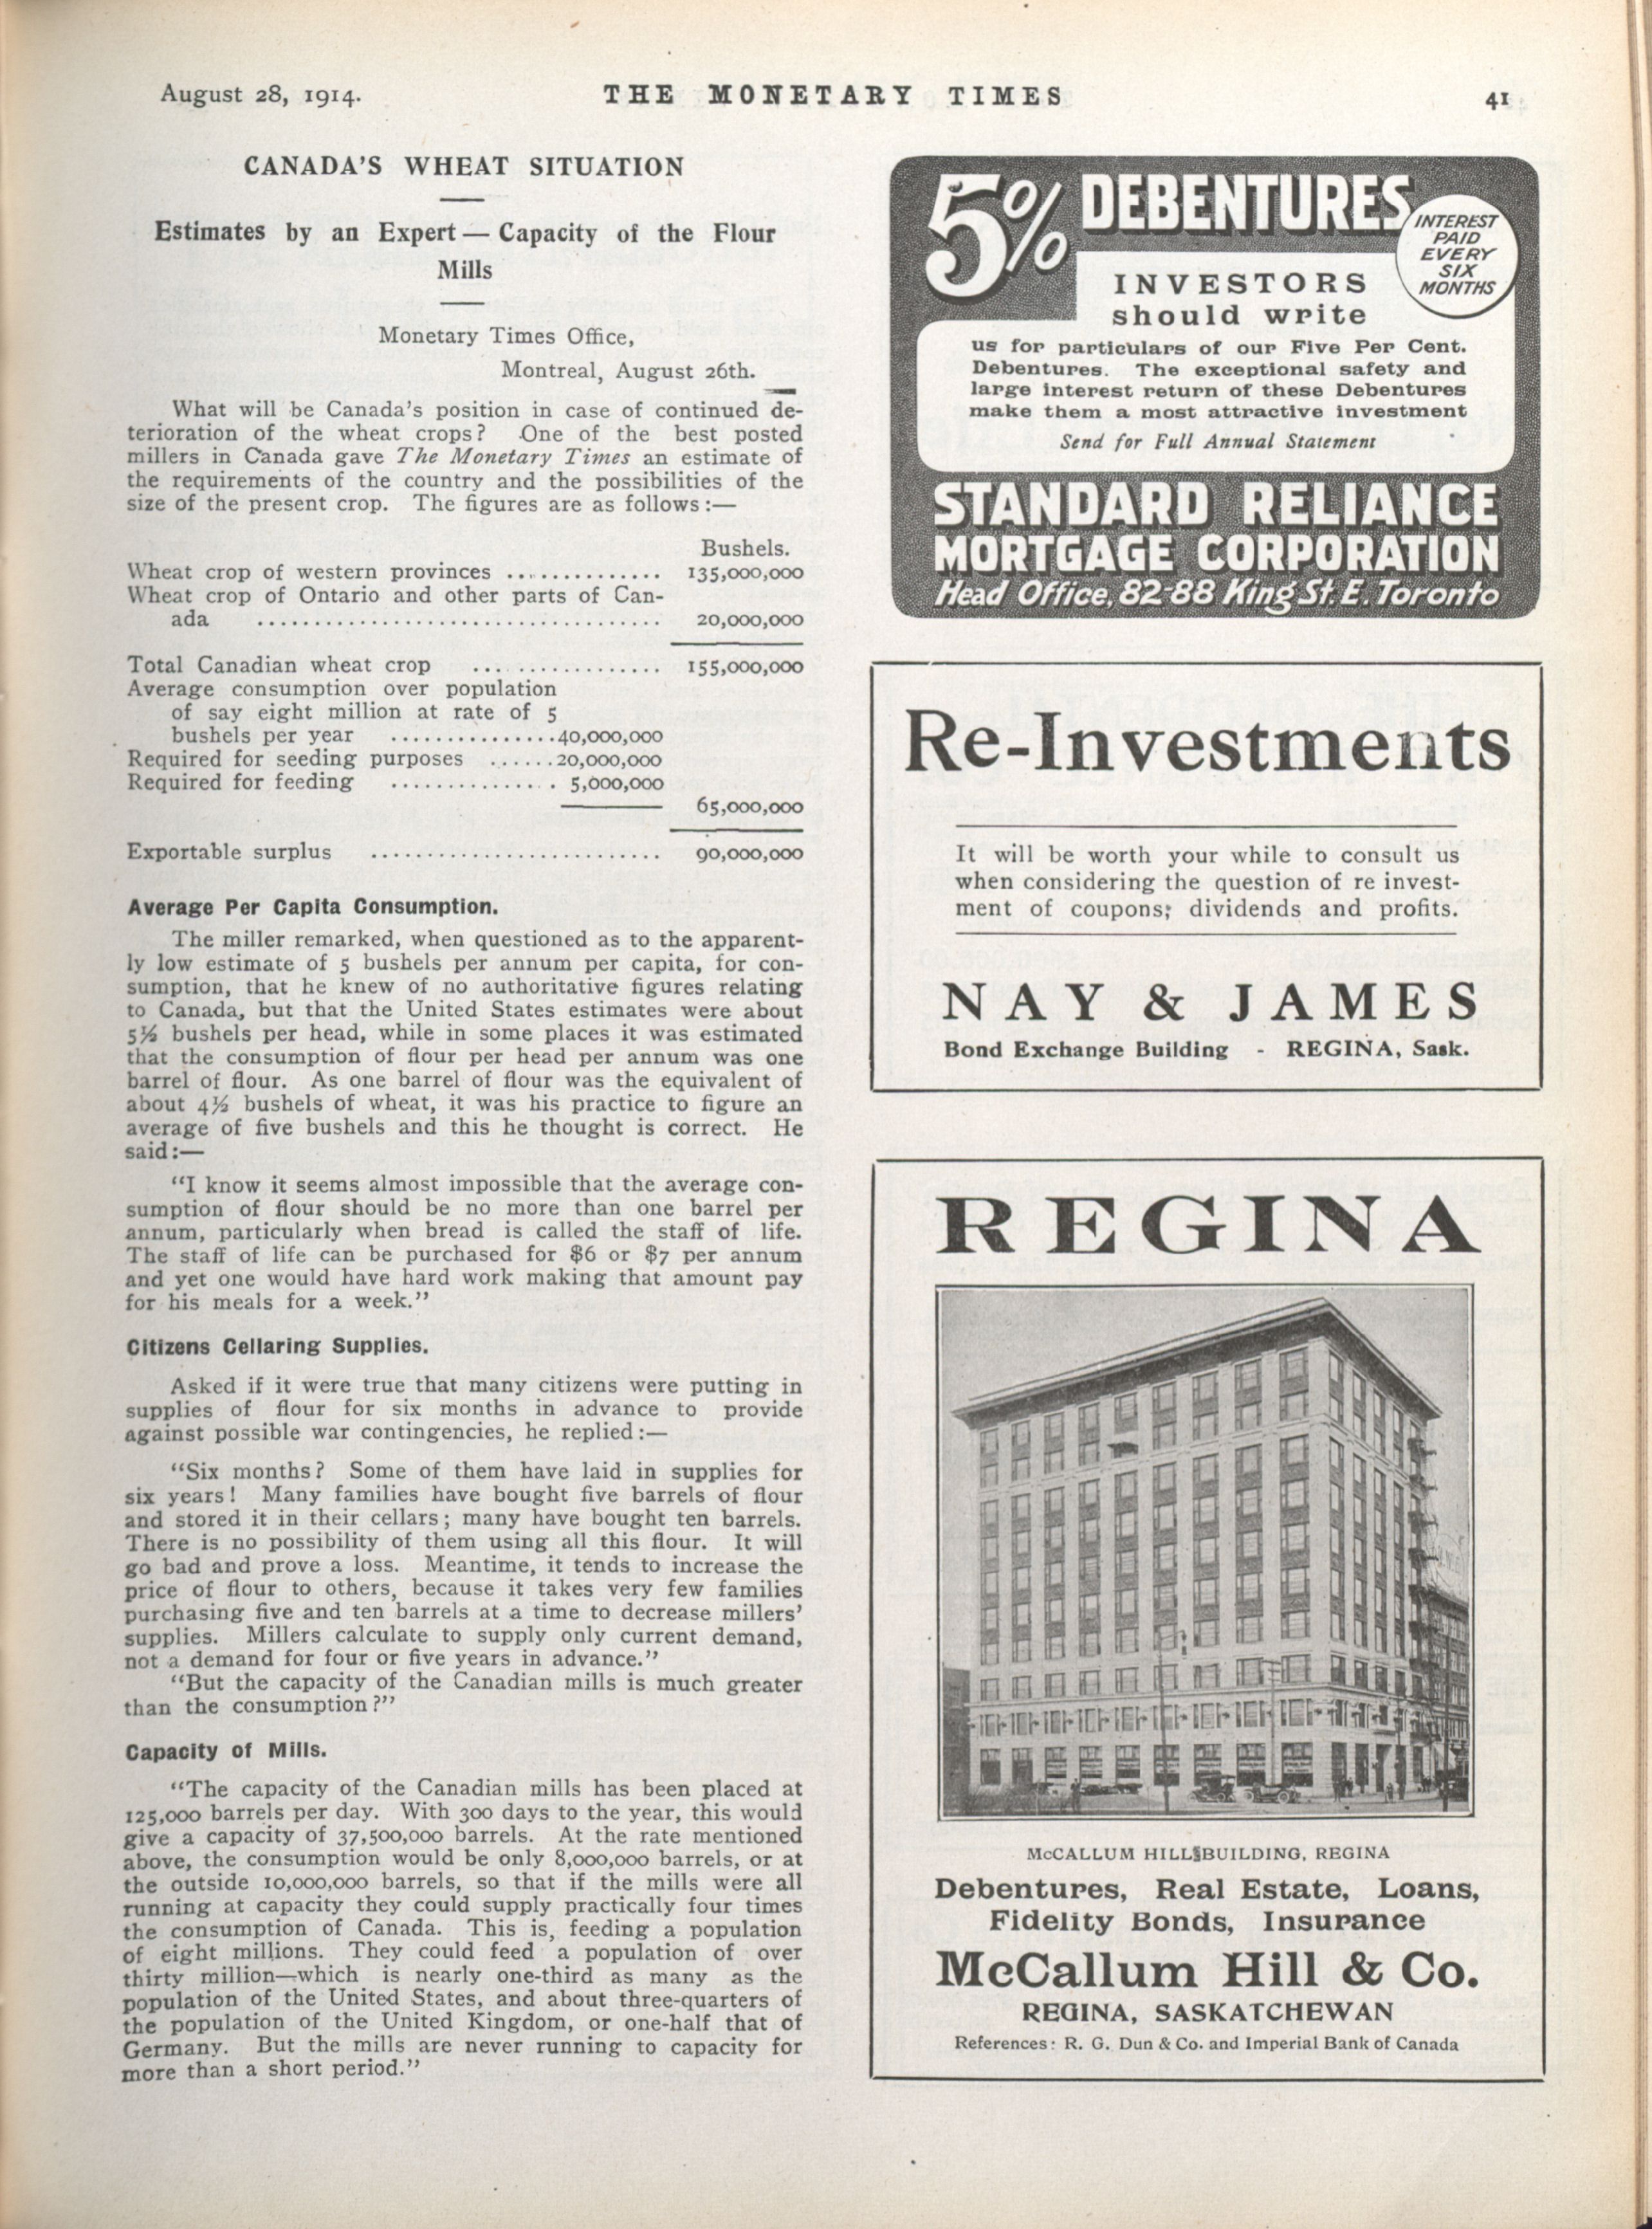 August 28, 1914.
THE MONETARY TIMES
41
CANADA'S WHEAT SITUATION
Estimates by an Expert — Capacity of the Flour
Mills
Monetary Times Office,
Montreal, August 26th.
What will be Canada's position in case of continued de-
terioration of the wheat crops? One of the best posted
millers in Canada gave The Monetary Times an estimate of
the requirements of the country and the possibilities of the
size of the present crop. The figures are as follows:—
Bushels.
Wheat crop of western provinces .............. 135,000,000
Wheat crop of Ontario and other parts of Can-
ada .................................... 20,000,000
Total Canadian wheat crop ................. 155,000,000
Average consumption over population
of say eight million at rate of 5
bushels per year ...............40,000,000
Required for seeding purposes ......20,000,000
Required for feeding ............... 5,000,000
65,000,000
Exportable surplus .......................... 90,000,000
Average Per Capita Consumption.
The miller remarked, when questioned as to the apparent-
ly low estimate of 5 bushels per annum per capita, for con-
sumption, that he knew of no authoritative figures relating
to Canada, but that the United States estimates were about
5½ bushels per head, while in some places it was estimated
that the consumption of flour per head per annum was one
barrel of flour. As one barrel of flour was the equivalent of
about 4½ bushels of wheat, it was his practice to figure an
average of five bushels and this he thought is correct. He
said:—
"I know it seems almost impossible that the average con-
sumption of flour should be no more than one barrel per
annum, particularly when bread is called the staff of life.
The staff of life can be purchased for $6 or $7 per annum
and yet one would have hard work making that amount pay
for his meals for a week."
Citizens Cellaring Supplies.
Asked if it were true that many citizens were putting in
supplies of flour for six months in advance to provide
against possible war contingencies, he replied:—
"Six months? Some of them have laid in supplies for
six years! Many families have bought five barrels of flour
and stored it in their cellars; many have bought ten barrels.
There is no possibility of them using all this flour. It will
go bad and prove a loss. Meantime, it tends to increase the
price of flour to others, because it takes very few families
purchasing five and ten barrels at a time to decrease millers'
supplies. Millers calculate to supply only current demand,
not a demand for four or five years in advance."
"But the capacity of the Canadian mills is much greater
than the consumption?"
Capacity of Mills.
"The capacity of the Canadian mills has been placed at
125,000 barrels per day. With 300 days to the year, this would
give a capacity of 37,500,000 barrels. At the rate mentioned
above, the consumption would be only 8,000,000 barrels, or at
the outside 10,000,000 barrels, so that if the mills were all
running at capacity they could supply practically four times
the consumption of Canada. This is, feeding a population
of eight millions. They could feed a population of over
thirty million—which is nearly one-third as many as the
population of the United States, and about three-quarters of
the population of the United Kingdom, or one-half that of
Germany. But the mills are never running to capacity for
more than a short period."
5% DEBENTURES
INTEREST
PAID
EVERY
SIX
MONTHS
INVESTORS
should write
us for particulars of our Five Per Cent.
Debentures. The exceptional safety and
large interest return of these Debentures
make them a most attractive investment
Send for Full Annual Statement
STANDARD RELIANCE
MORTGAGE CORPORATION
Head Office, 82-88 King St. E. Toronto
Re-Investments
It will be worth your while to consult us
when considering the question of re invest-
ment of coupons; dividends and profits.
NAY & JAMES
Bond Exchange Building - REGINA, Sask.
REGINA
McCALLUM HILL BUILDING, REGINA
Debentures, Real Estate, Loans,
Fidelity Bonds, Insurance
McCallum Hill & Co.
REGINA, SASKATCHEWAN
References: R. G. Dun & Co. and Imperial Bank of Canada